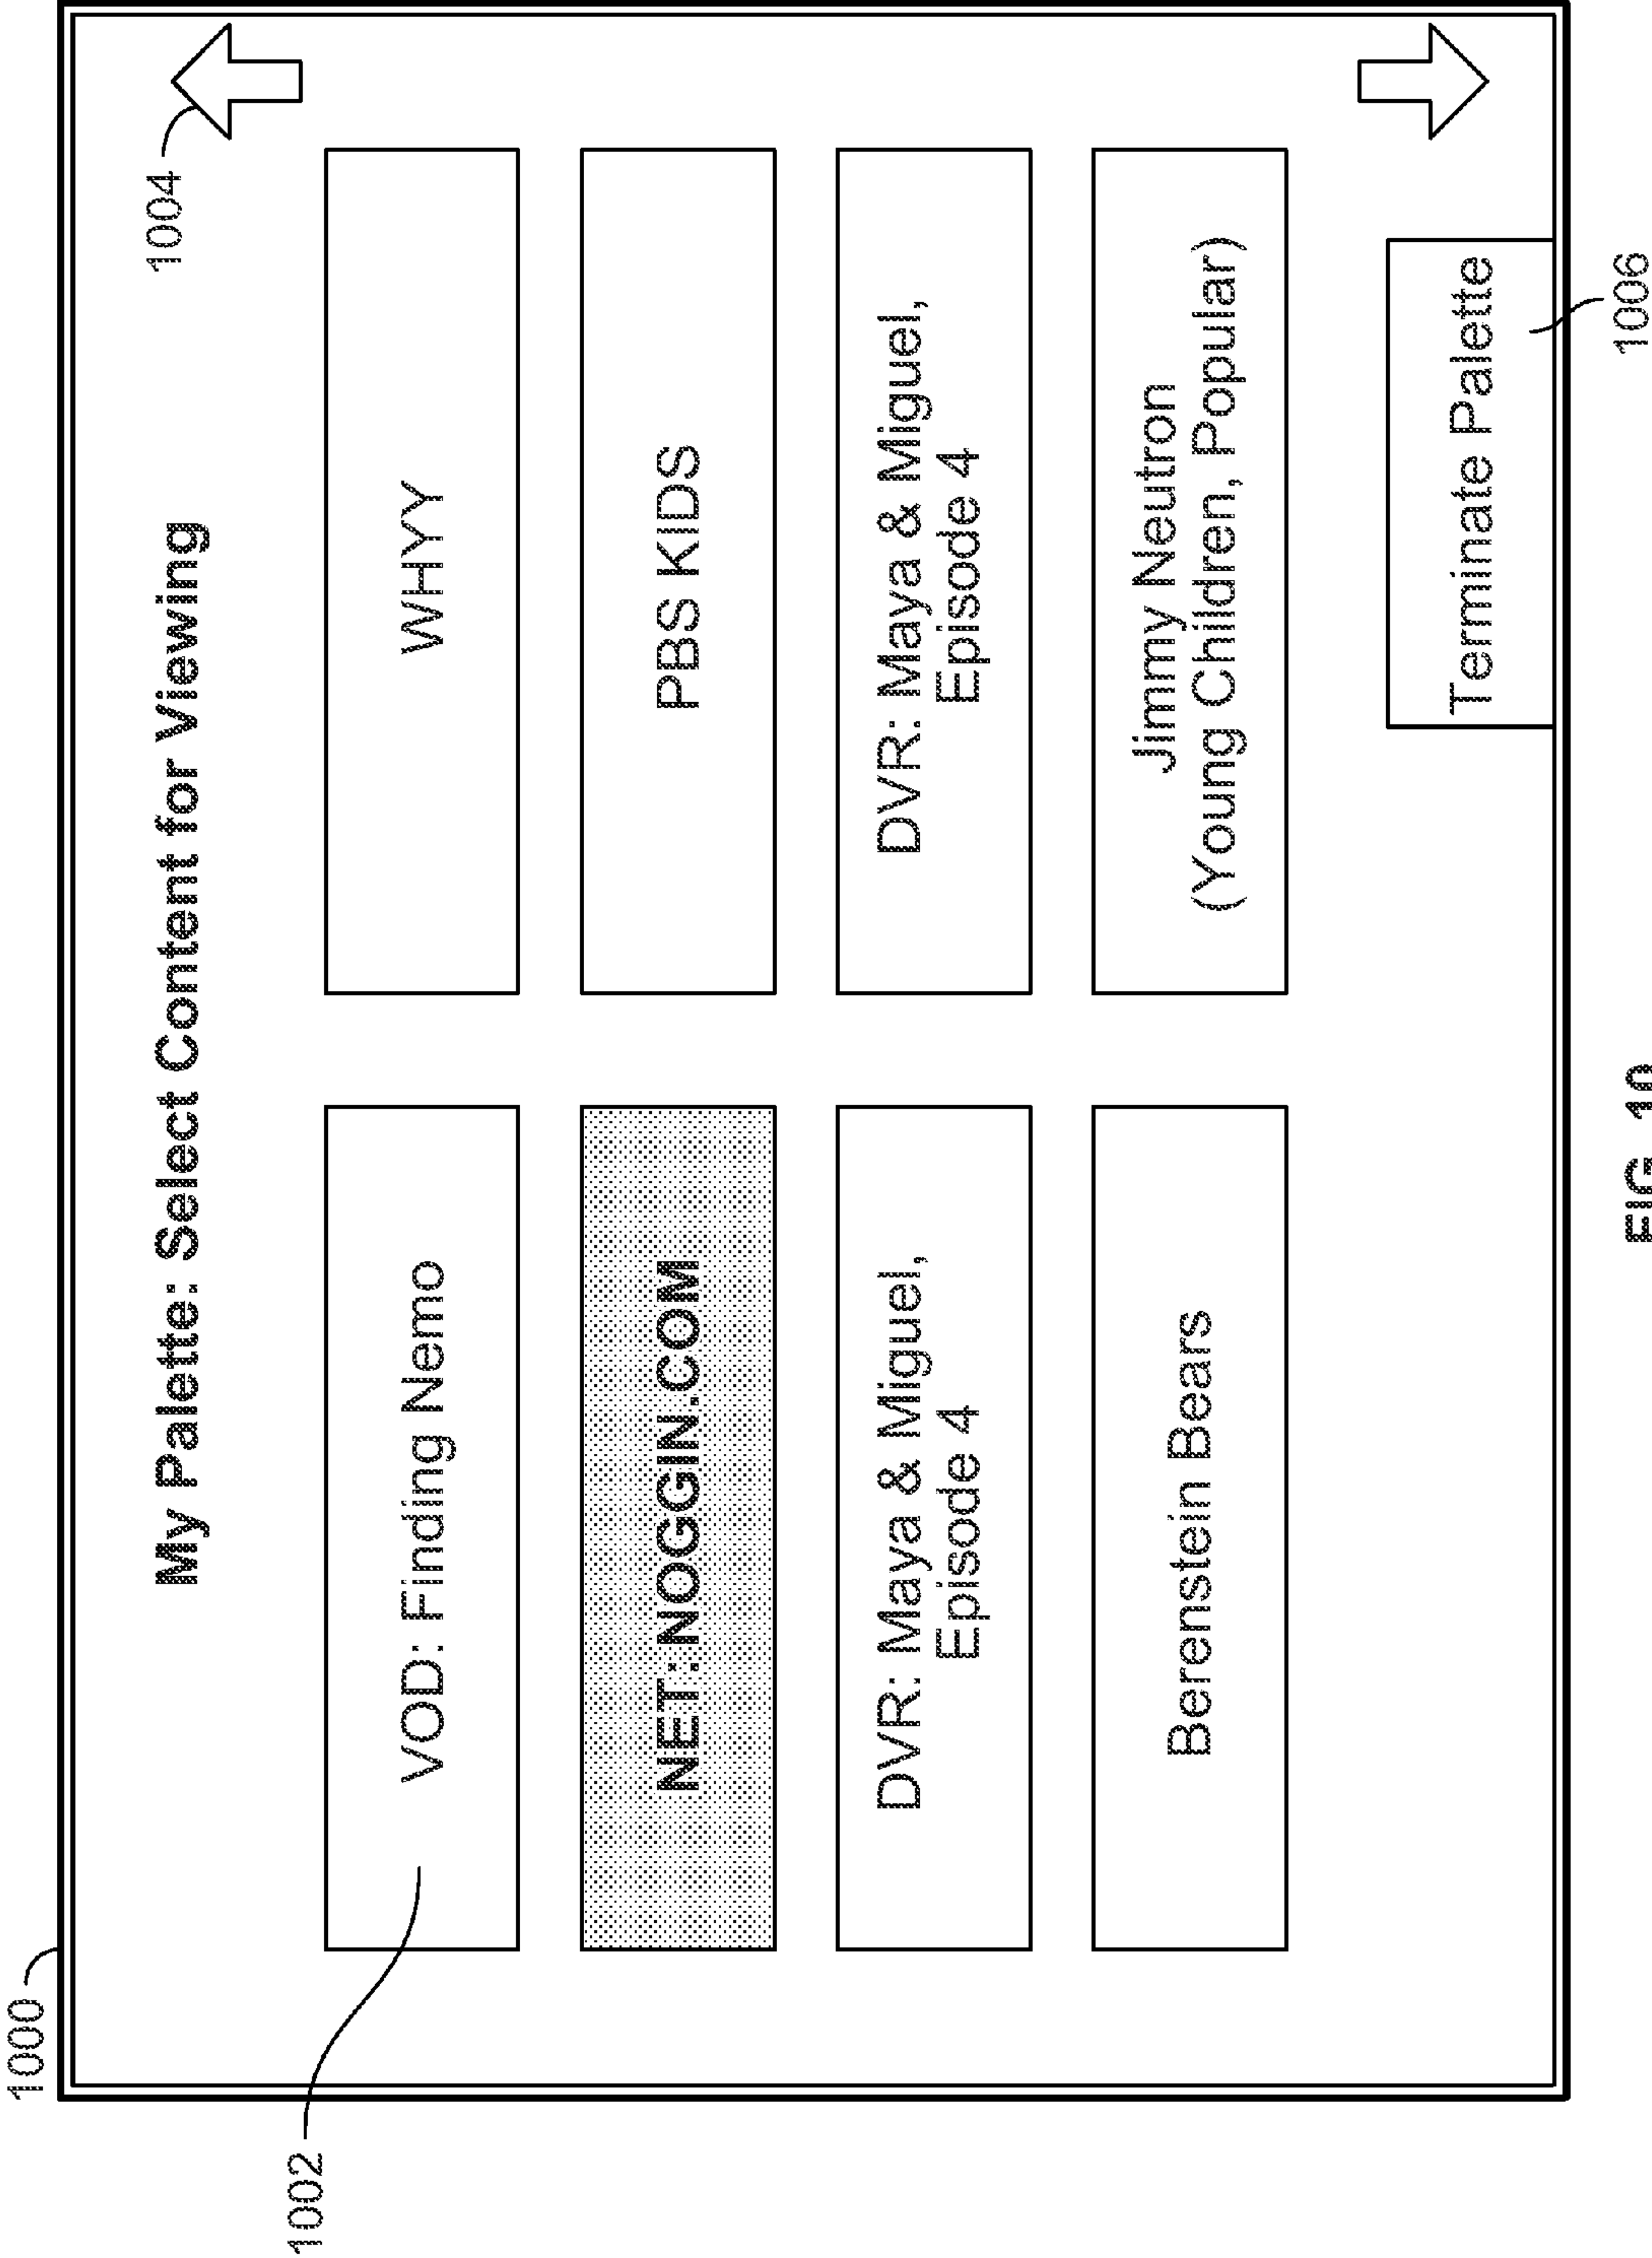 1000
My Palette: Select Content for Viewing
1004
1002
VOD: Finding Nemo
WHYY
NET:NOGGIN.COM
PBS KIDS
DVR: Maya & Miguel,
Episode 4
DVR: Maya & Miguel,
Episode 4
Berenstein Bears
Jimmy Neutron
(Young Children, Popular)
Terminate Palette
1006
FIG. 10